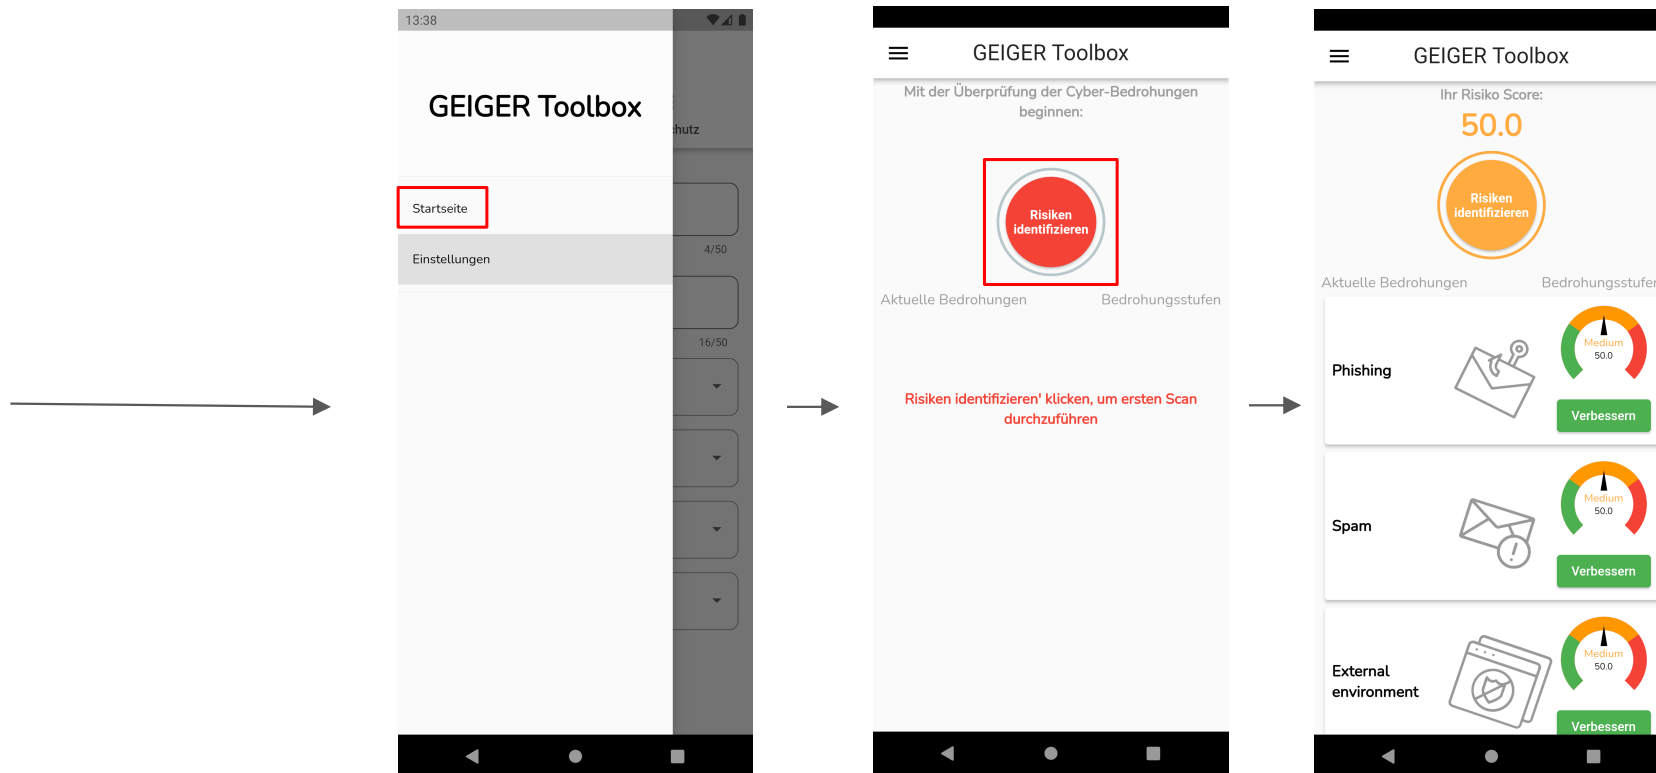 13:38
GEIGER Toolbox
chutz
Startseite
4/50
Einstellungen
16/50
GEIGER Toolbox
Mit der Überprüfung der Cyber-Bedrohungen
beginnen:
Risiken
identifizieren
Aktuelle Bedrohungen
Bedrohungsstufen
Risiken identifizieren' klicken, um ersten Scan
durchzuführen
GEIGER Toolbox
Ihr Risiko Score:
50.0
Risiken
identifizieren
Aktuelle Bedrohungen
Bedrohungsstufen
Phishing
Medium
50.0
Verbessern
Spam
Medium
50.0
Verbessern
External
environment
Medium
50.0
Verbessern